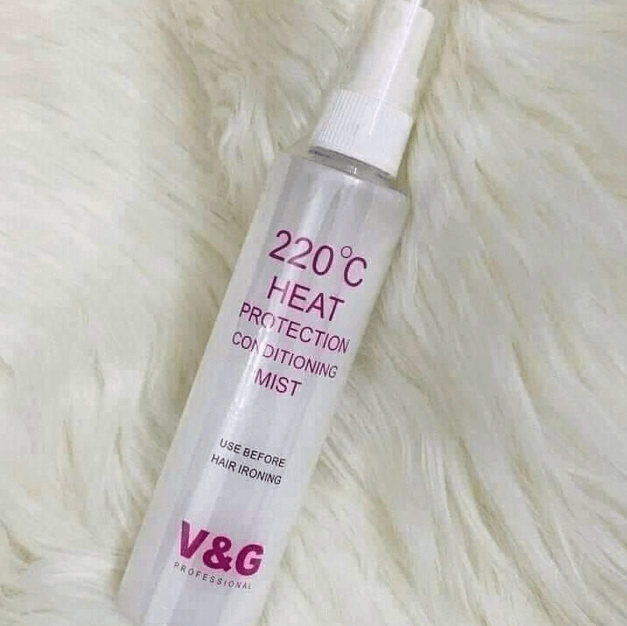 220°C
HEAT
PROTECTION
CONDITIONING
MIST
USE BEFORE
HAIR IRONING
V&G
PROFESSIONAL